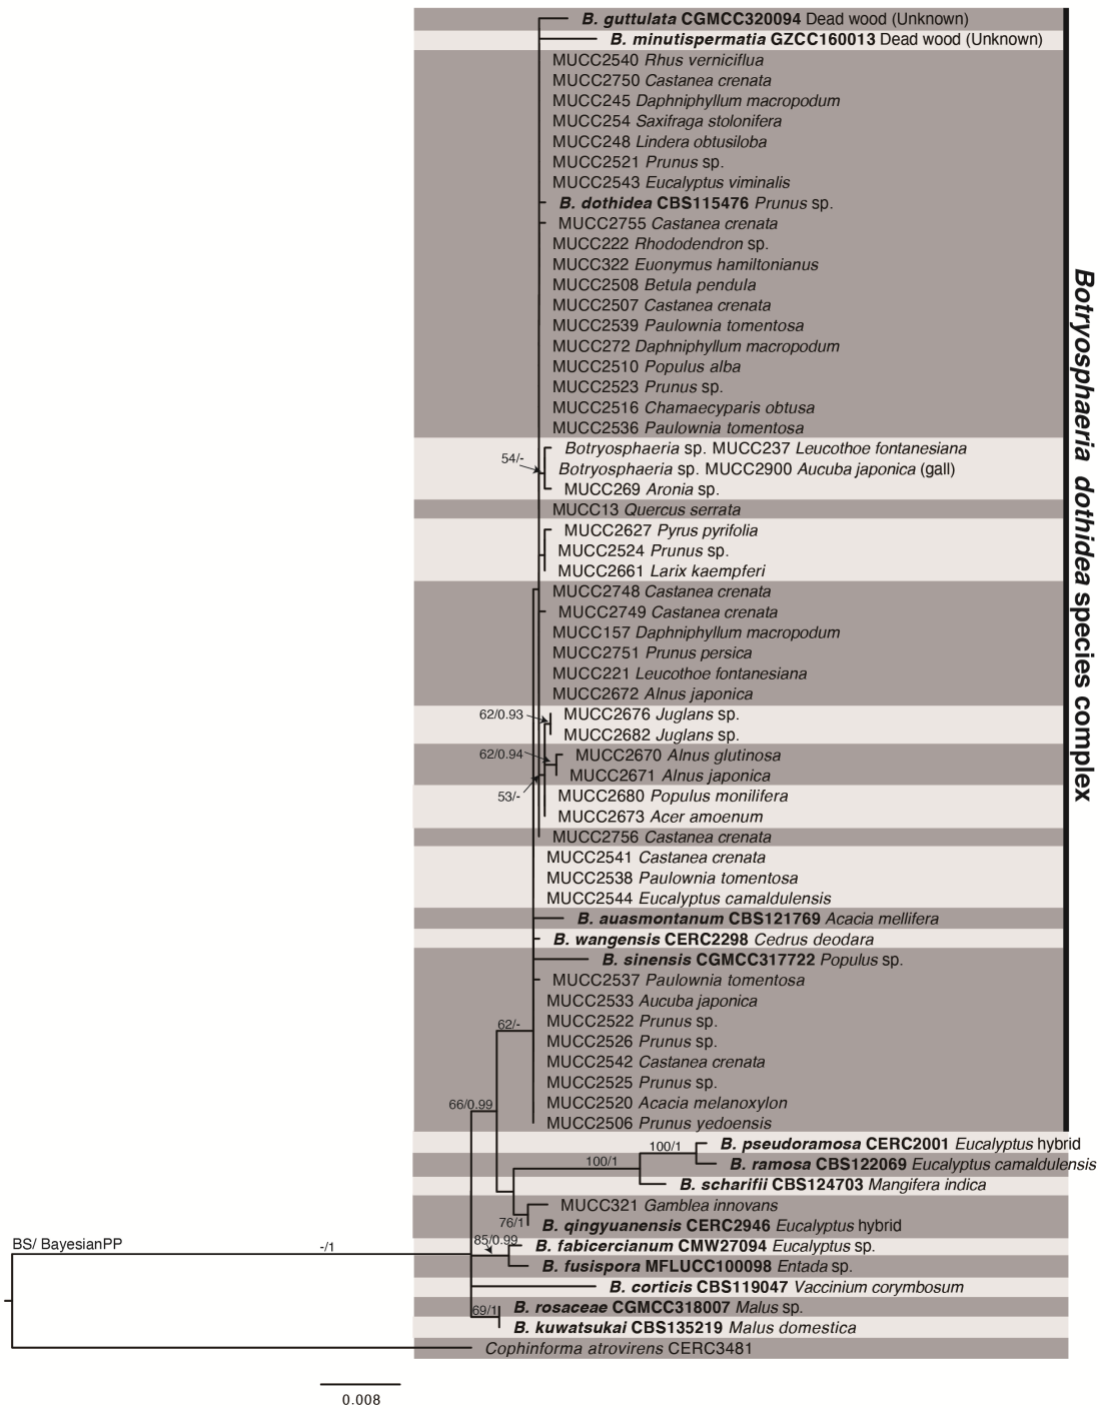 B. guttulata CGMCC320094 Dead wood (Unknown)
B. minutispermatia GZCC160013 Dead wood (Unknown)
MUCC2540 Rhus verniciflua
MUCC2750 Castanea crenata
MUCC245 Daphniphyllum macropodum
MUCC254 Saxifraga stolonifera
MUCC248 Lindera obtusiloba
MUCC2521 Prunus sp.
MUCC2543 Eucalyptus viminalis
B. dothidea CBS115476 Prunus sp.
MUCC2755 Castanea crenata
MUCC222 Rhododendron sp.
MUCC322 Euonymus hamiltonianus
MUCC2508 Betula pendula
MUCC2507 Castanea crenata
MUCC2539 Paulownia tomentosa
MUCC272 Daphniphyllum macropodum
MUCC2510 Populus alba
MUCC2523 Prunus sp.
MUCC2516 Chamaecyparis obtusa
MUCC2536 Paulownia tomentosa
Botryosphaeria sp. MUCC237 Leucothoe fontanesiana
54/-
Botryosphaeria sp. MUCC2900 Aucuba japonica (gall)
MUCC269 Aronia sp.
MUCC13 Quercus serrata
MUCC2627 Pyrus pyrifolia
MUCC2524 Prunus sp.
MUCC2661 Larix kaempferi
MUCC2748 Castanea crenata
MUCC2749 Castanea crenata
MUCC157 Daphniphyllum macropodum
MUCC2751 Prunus persica
MUCC221 Leucothoe fontanesiana
MUCC2672 Alnus japonica
62/0.93
MUCC2676 Juglans sp.
MUCC2682 Juglans sp.
62/0.94
MUCC2670 Alnus glutinosa
MUCC2671 Alnus japonica
53/-
MUCC2680 Populus monilifera
MUCC2673 Acer amoenum
MUCC2756 Castanea crenata
MUCC2541 Castanea crenata
MUCC2538 Paulownia tomentosa
MUCC2544 Eucalyptus camaldulensis
B. auasmontanum CBS121769 Acacia mellifera
B. wangensis CERC2298 Cedrus deodara
B. sinensis CGMCC317722 Populus sp.
MUCC2537 Paulownia tomentosa
MUCC2533 Aucuba japonica
62/-
MUCC2522 Prunus sp.
MUCC2526 Prunus sp.
MUCC2542 Castanea crenata
MUCC2525 Prunus sp.
66/0.99
MUCC2520 Acacia melanoxylon
MUCC2506 Prunus yedoensis
Botryosphaeria dothidea species complex
100/1
B. pseudoramosa CERC2001 Eucalyptus hybrid
100/1
B. ramosa CBS122069 Eucalyptus camaldulensis
B. scharifii CBS124703 Mangifera indica
MUCC321 Gamblea innovans
76/1
B. qingyuanensis CERC2946 Eucalyptus hybrid
BS/ BayesianPP
-/1
85/0.99
B. fabicercianum CMW27094 Eucalyptus sp.
B. fusispora MFLUCC100098 Entada sp.
B. corticis CBS119047 Vaccinium corymbosum
69/1
B. rosaceae CGMCC318007 Malus sp.
B. kuwatsukai CBS135219 Malus domestica
Cophinforma atrovirens CERC3481
0.008